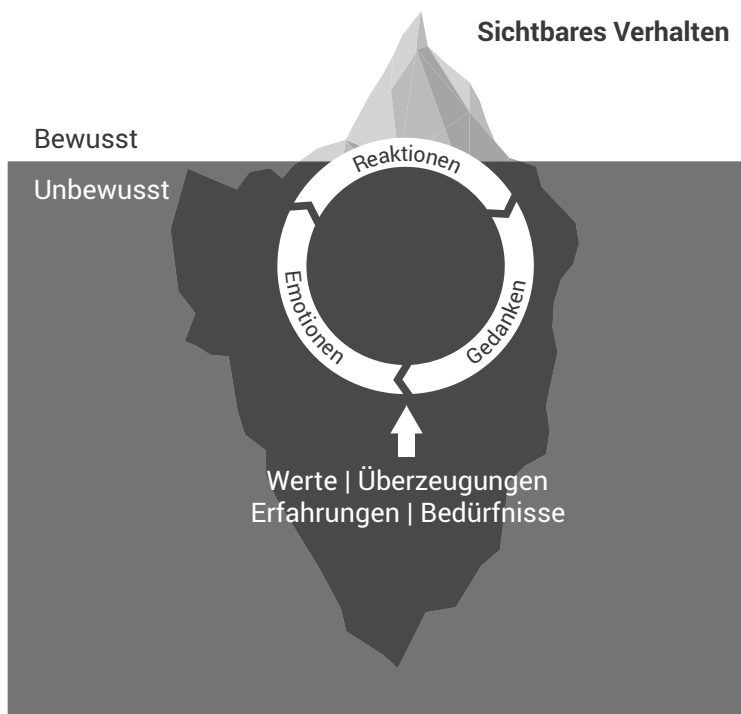 Sichtbares Verhalten
Bewusst
Unbewusst
Reaktionen
Emotionen
Gedanken
Werte | Überzeugungen
Erfahrungen | Bedürfnisse